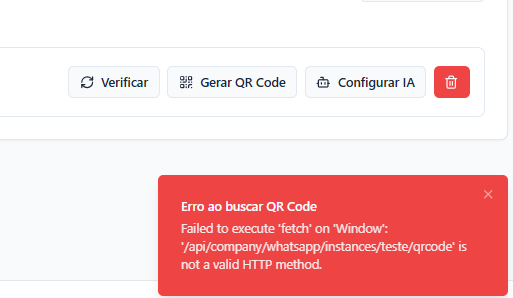 Verificar
Gerar QR Code
Configurar IA
Erro ao buscar QR Code
Failed to execute 'fetch' on 'Window':
'/api/company/whatsapp/instances/teste/qrcode' is
not a valid HTTP method.